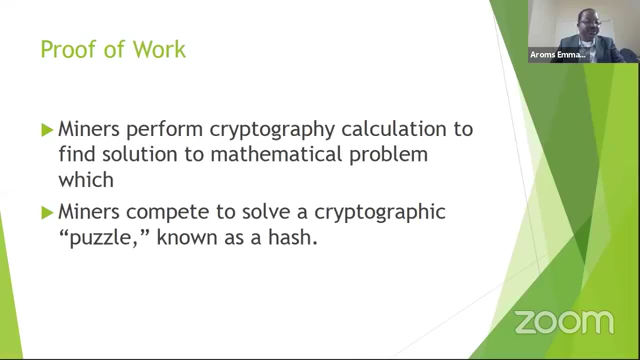 Proof of Work
Aroms Emma...
Miners perform cryptography calculation to
find solution to mathematical problem
which
Miners compete to solve a cryptographic
“puzzle,” known as a hash.
zoom